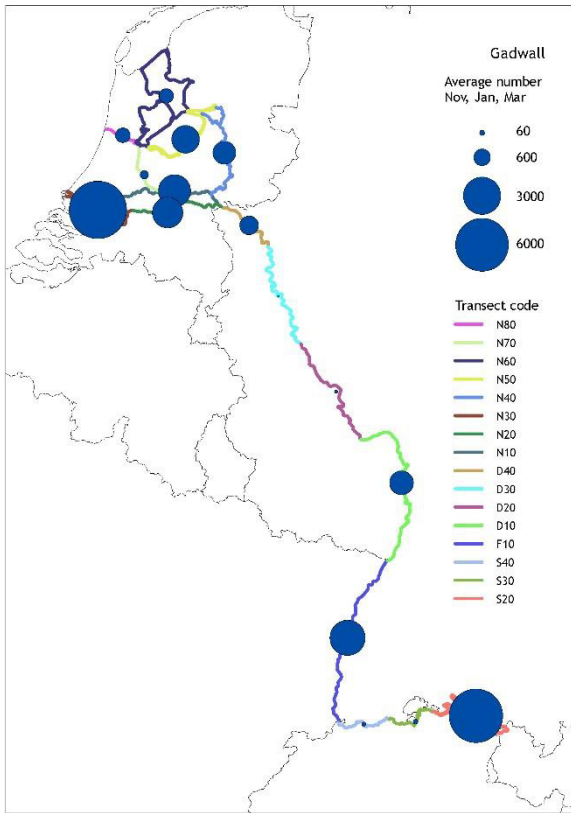 Gadwall
Average number
Nov, Jan, Mar
60
600
3000
6000
Transect code
N80
N70
N60
N50
N40
N30
N20
N10
D40
D30
D20
D10
F10
S40
S30
S20